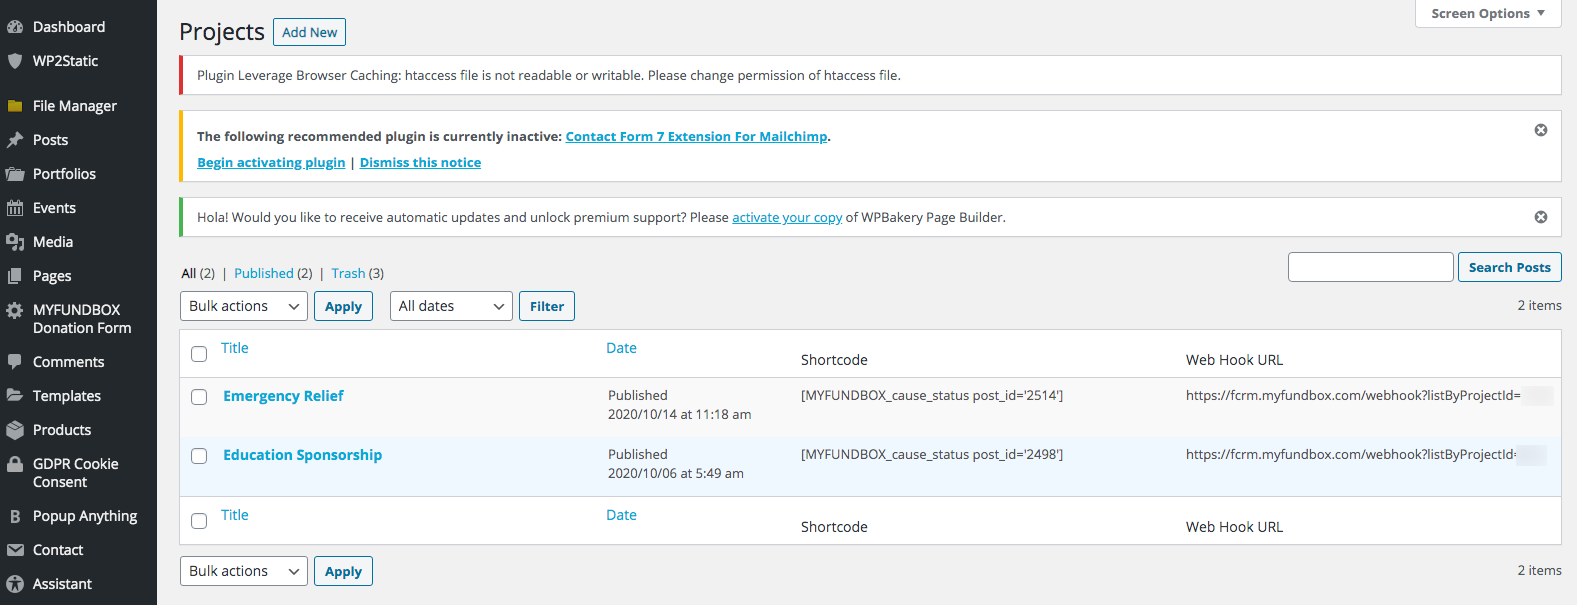 Dashboard
WP2Static
File Manager
Posts
Portfolios
Events
Media
Pages
MYFUNDBOX
Donation Form
Comments
Templates
Products
GDPR Cookie
Consent
Popup Anything
Contact
Assistant
Screen Options
Projects Add New
Plugin Leverage Browser Caching: htaccess file is not readable or writable. Please change permission of htaccess file.
The following recommended plugin is currently inactive: Contact Form 7 Extension For Mailchimp.
Begin activating plugin | Dismiss this notice
Hola! Would you like to receive automatic updates and unlock premium support? Please activate your copy of WPBakery Page Builder.
All (2) | Published (2) | Trash (3)
Search Posts
Bulk actions Apply All dates Filter
2 items
Title Date Shortcode Web Hook URL
Emergency Relief Published [MYFUNDBOX_cause_status post_id='2514'] https://fcrm.myfundbox.com/webhook?listByProjectId=
2020/10/14 at 11:18 am
Education Sponsorship Published [MYFUNDBOX_cause_status post_id='2498'] https://fcrm.myfundbox.com/webhook?listByProjectId=
2020/10/06 at 5:49 am
Title Date Shortcode Web Hook URL
Bulk actions Apply
2 items